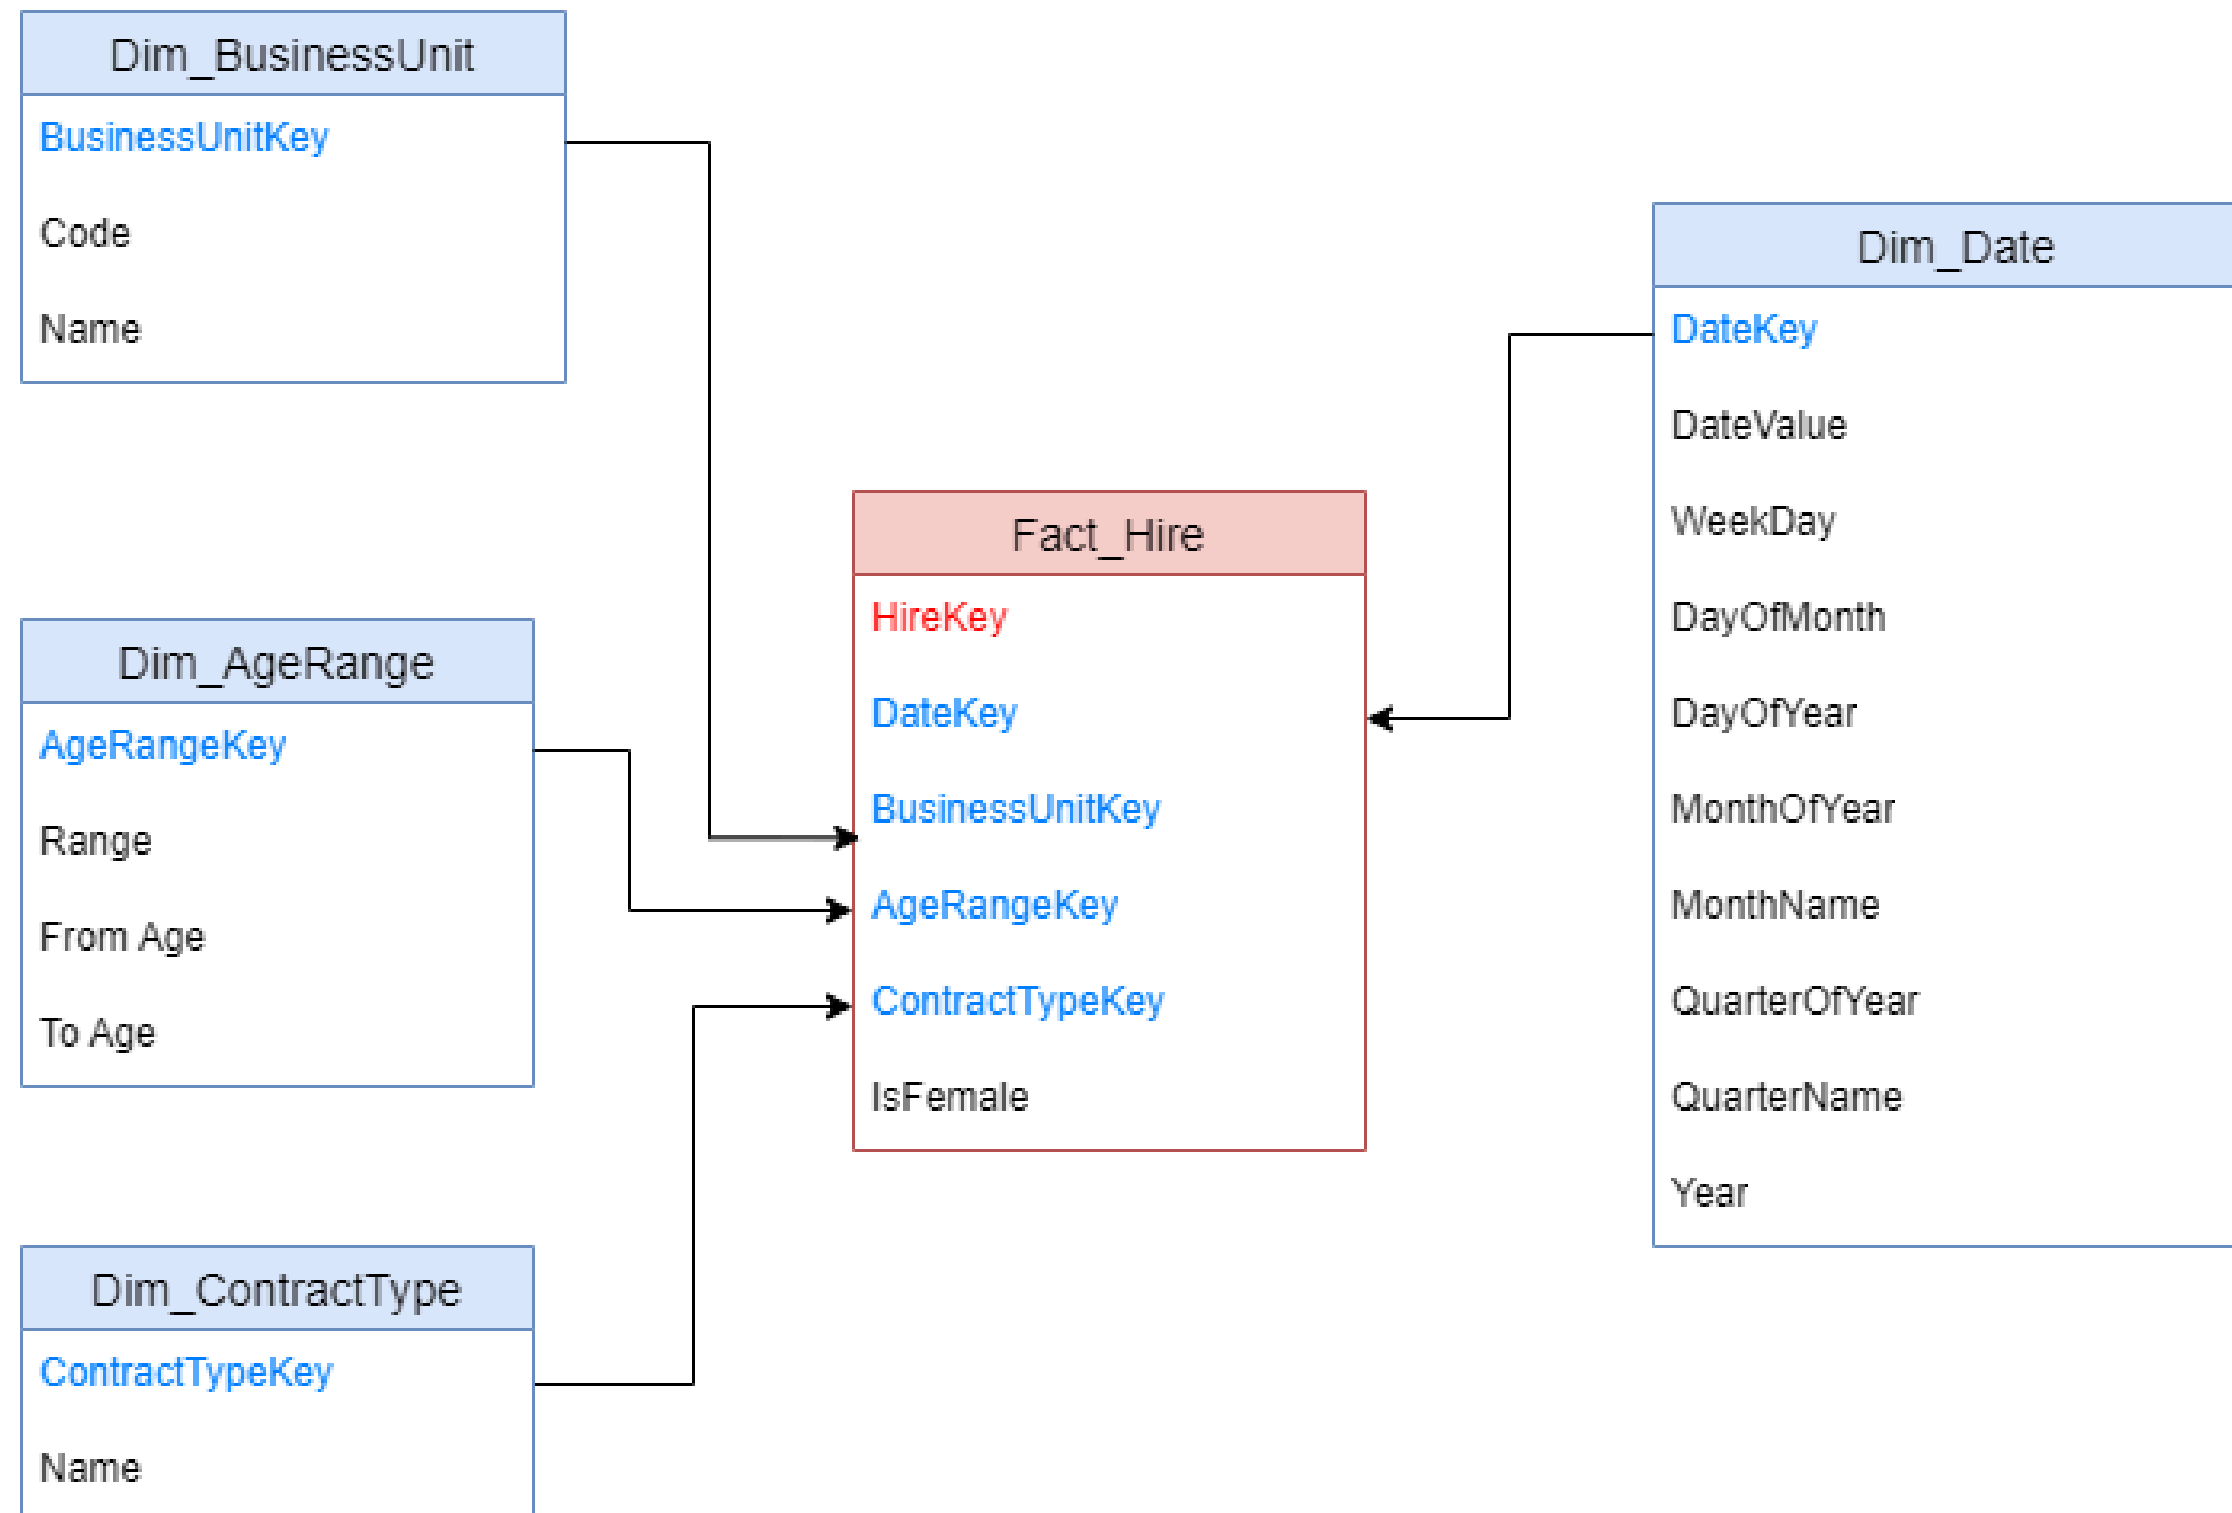 Dim_BusinessUnit
BusinessUnitKey
Code
Name
Dim_AgeRange
AgeRangeKey
Range
From Age
To Age
Dim_ContractType
ContractTypeKey
Name
Fact_Hire
HireKey
DateKey
BusinessUnitKey
AgeRangeKey
ContractTypeKey
IsFemale
Dim_Date
DateKey
DateValue
WeekDay
DayOfMonth
DayOfYear
MonthOfYear
MonthName
QuarterOfYear
QuarterName
Year